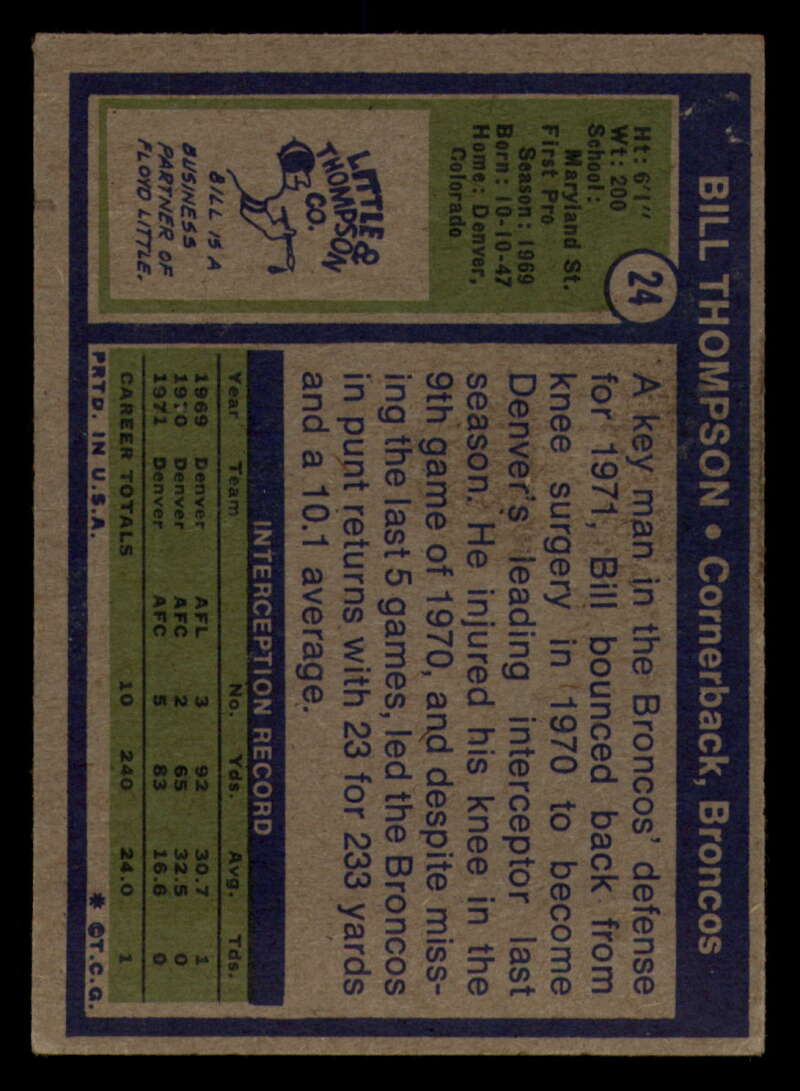 BILL THOMPSON • Cornerback, Broncos
24
Ht: 6'1"
Wt: 200
School:
Maryland St.
First Pro
Season: 1969
Born: 10-10-47
Home: Denver,
Colorado
LITTLE &
THOMPSON
CO.
BILL IS A
BUSINESS
PARTNER OF
FLOYD LITTLE.
A key man in the Broncos' defense
for 1971, Bill bounced back from
knee surgery in 1970 to become
Denver's leading interceptor last
season. He injured his knee in the
9th game of 1970, and despite miss-
ing the last 5 games, led the Broncos
in punt returns with 23 for 233 yards
and a 10.1 average.
INTERCEPTION RECORD
Year Team No. Yds. Avg. Tds.
1969 Denver AFL 3 92 30.7 1
1970 Denver AFC 2 65 32.5 0
1971 Denver AFC 5 83 16.6 0
CAREER TOTALS 10 240 24.0 1
PRTD. IN U.S.A. * ©T.C.G.